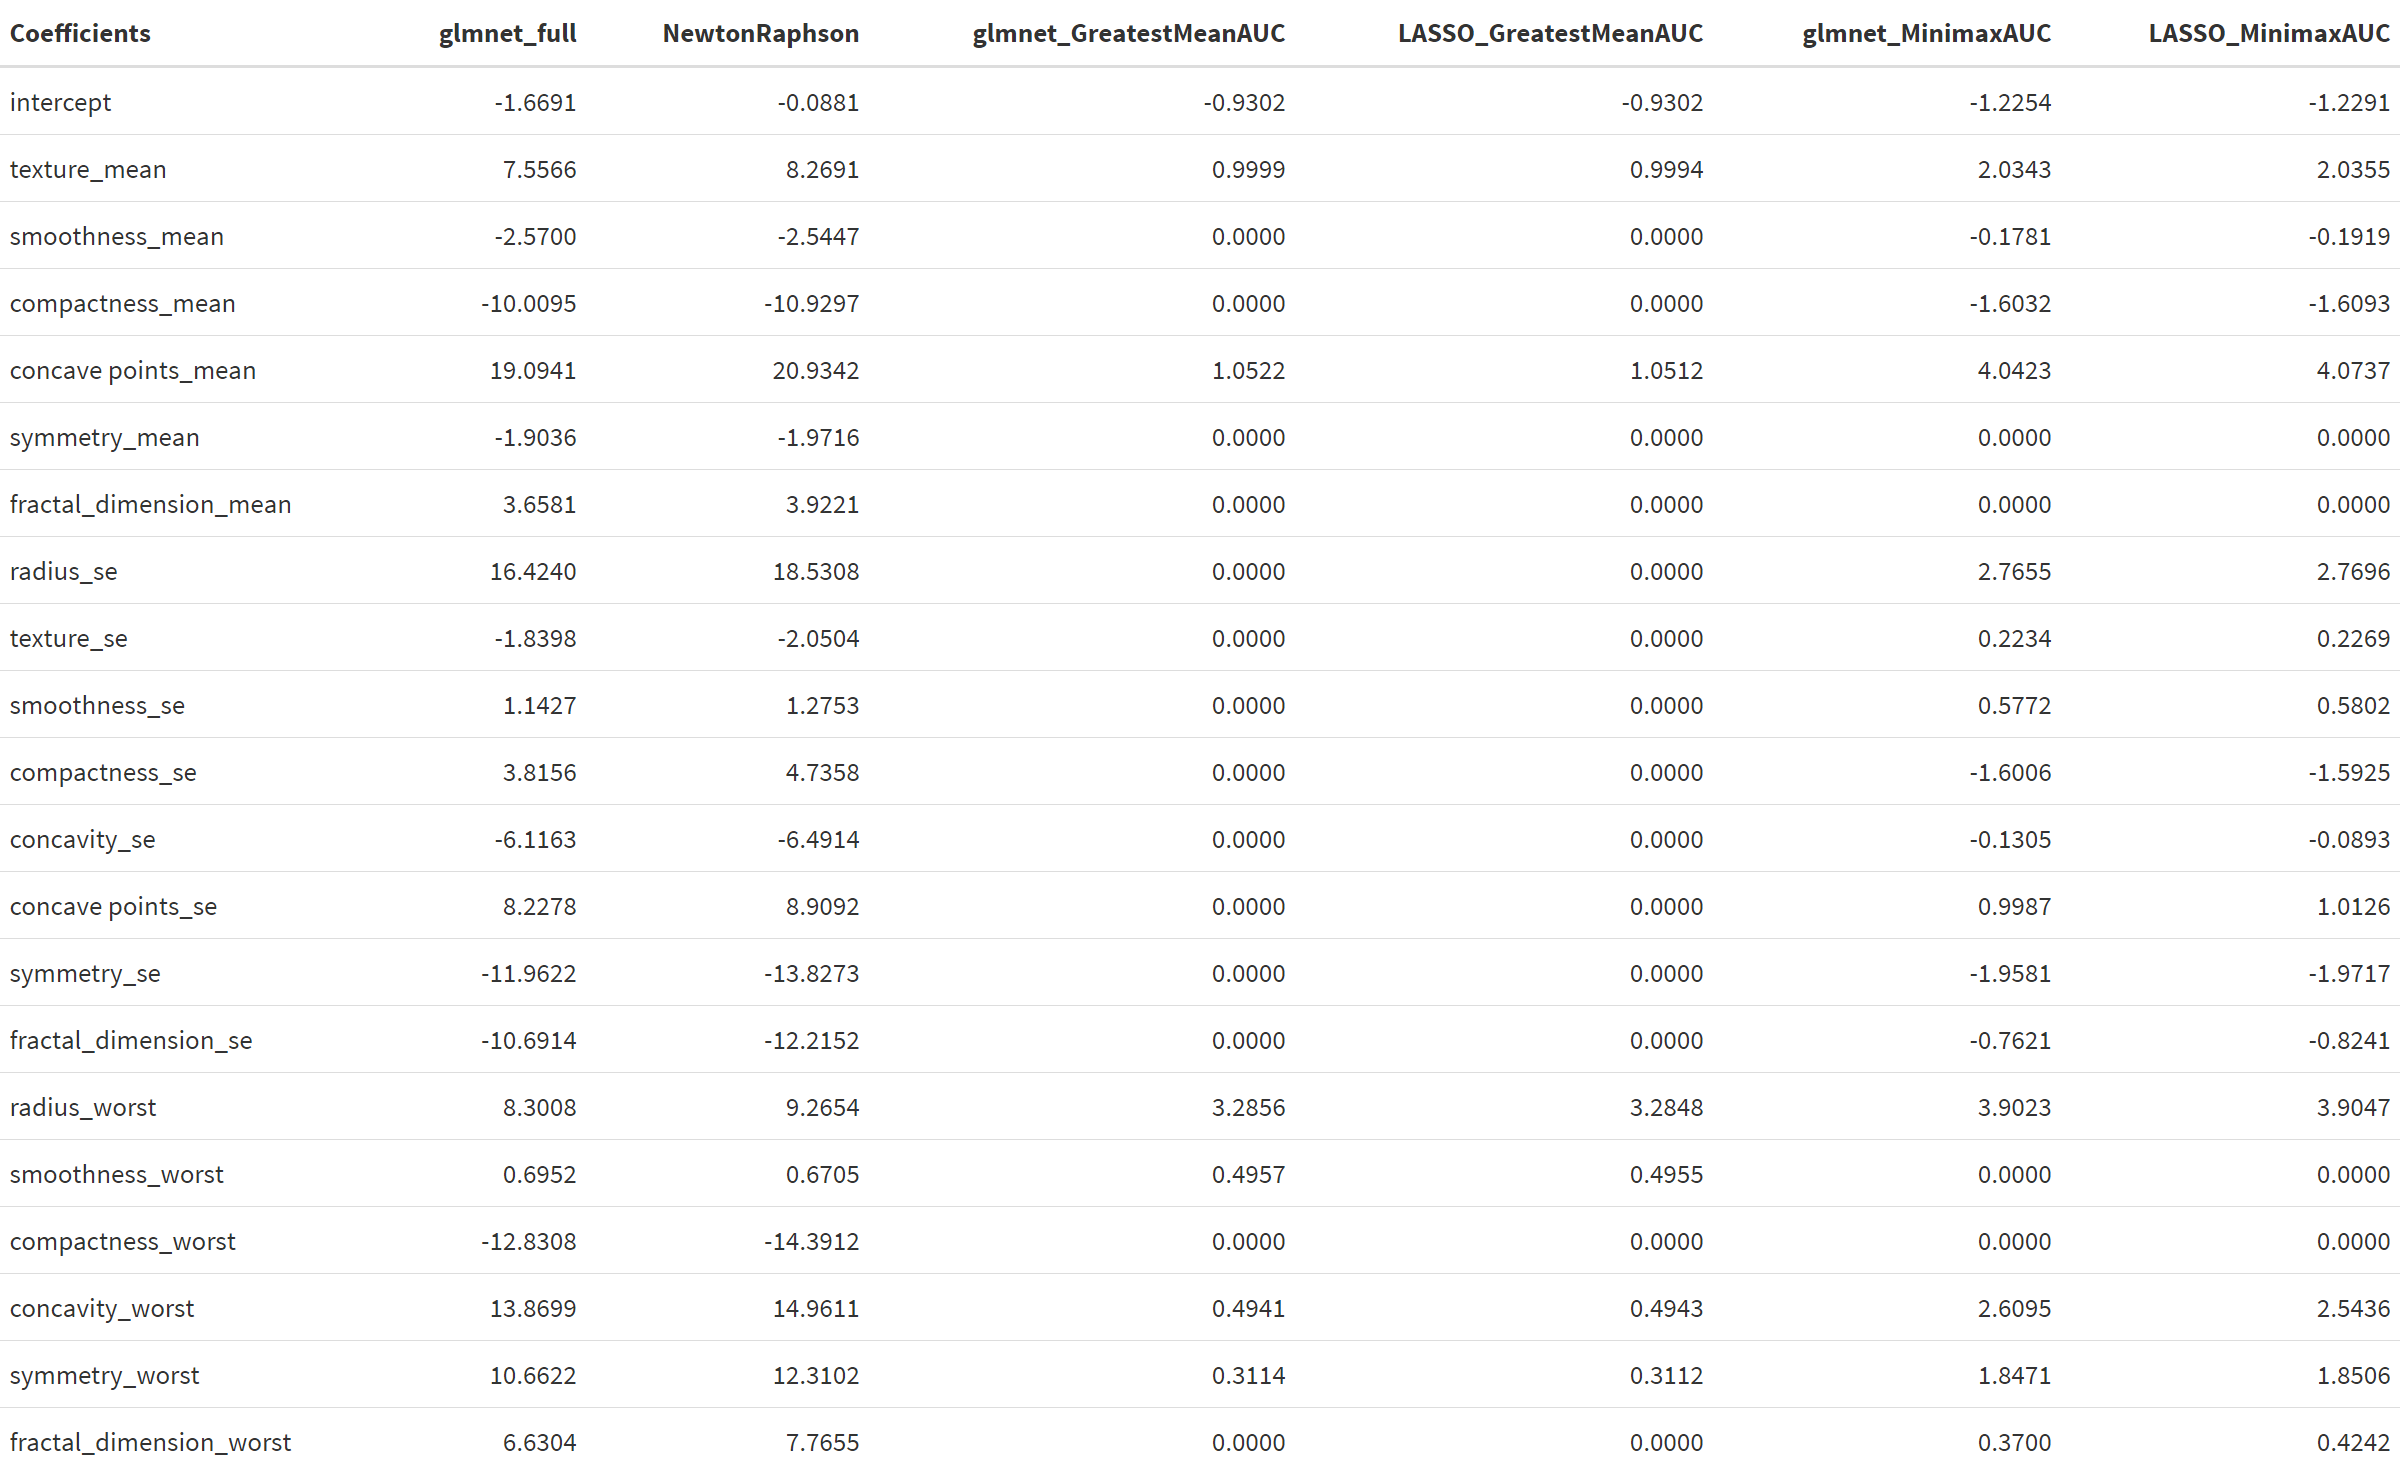 Coefficients glmnet_full NewtonRaphson glmnet_GreatestMeanAUC LASSO_GreatestMeanAUC glmnet_MinimaxAUC LASSO_MinimaxAUC
intercept -1.6691 -0.0881 -0.9302 -0.9302 -1.2254 -1.2291
texture_mean 7.5566 8.2691 0.9999 0.9994 2.0343 2.0355
smoothness_mean -2.5700 -2.5447 0.0000 0.0000 -0.1781 -0.1919
compactness_mean -10.0095 -10.9297 0.0000 0.0000 -1.6032 -1.6093
concave points_mean 19.0941 20.9342 1.0522 1.0512 4.0423 4.0737
symmetry_mean -1.9036 -1.9716 0.0000 0.0000 0.0000 0.0000
fractal_dimension_mean 3.6581 3.9221 0.0000 0.0000 0.0000 0.0000
radius_se 16.4240 18.5308 0.0000 0.0000 2.7655 2.7696
texture_se -1.8398 -2.0504 0.0000 0.0000 0.2234 0.2269
smoothness_se 1.1427 1.2753 0.0000 0.0000 0.5772 0.5802
compactness_se 3.8156 4.7358 0.0000 0.0000 -1.6006 -1.5925
concavity_se -6.1163 -6.4914 0.0000 0.0000 -0.1305 -0.0893
concave points_se 8.2278 8.9092 0.0000 0.0000 0.9987 1.0126
symmetry_se -11.9622 -13.8273 0.0000 0.0000 -1.9581 -1.9717
fractal_dimension_se -10.6914 -12.2152 0.0000 0.0000 -0.7621 -0.8241
radius_worst 8.3008 9.2654 3.2856 3.2848 3.9023 3.9047
smoothness_worst 0.6952 0.6705 0.4957 0.4955 0.0000 0.0000
compactness_worst -12.8308 -14.3912 0.0000 0.0000 0.0000 0.0000
concavity_worst 13.8699 14.9611 0.4941 0.4943 2.6095 2.5436
symmetry_worst 10.6622 12.3102 0.3114 0.3112 1.8471 1.8506
fractal_dimension_worst 6.6304 7.7655 0.0000 0.0000 0.3700 0.4242